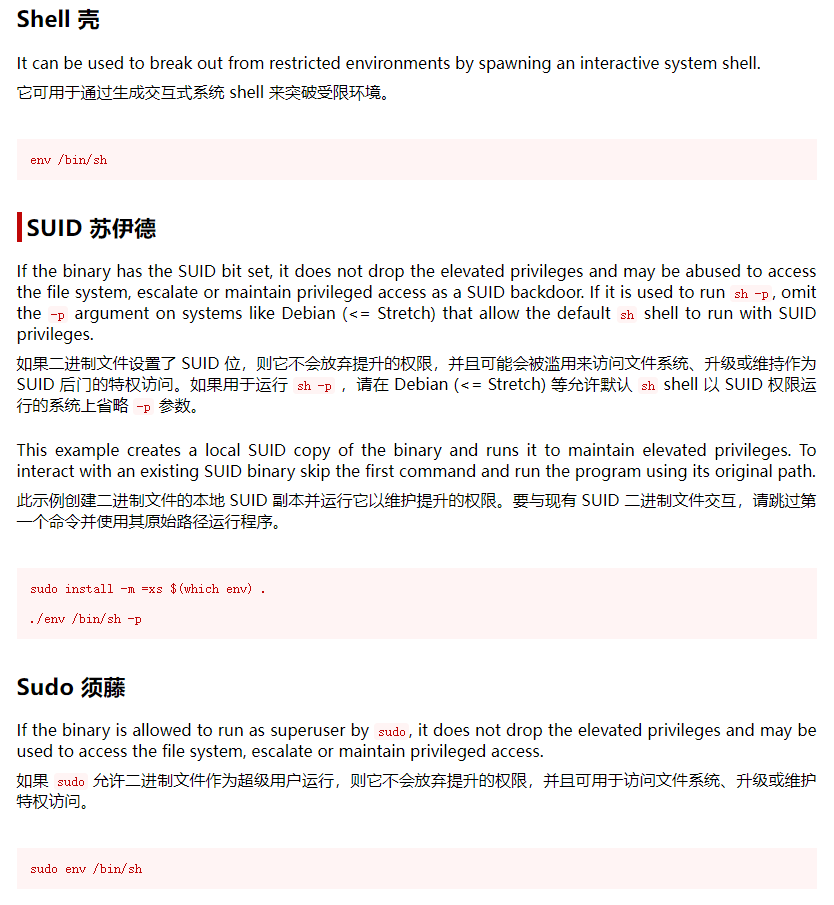 Shell 壳
It can be used to break out from restricted environments by spawning an interactive system shell.
它可用于通过生成交互式系统 shell 来突破受限环境。
env /bin/sh
SUID 苏伊德
If the binary has the SUID bit set, it does not drop the elevated privileges and may be abused to access
the file system, escalate or maintain privileged access as a SUID backdoor. If it is used to run sh -p, omit
the -p argument on systems like Debian (<= Stretch) that allow the default sh shell to run with SUID
privileges.
如果二进制文件设置了 SUID 位，则它不会放弃提升的权限，并且可能会被滥用来访问文件系统、升级或维持作为
SUID 后门的特权访问。如果用于运行 sh -p ，请在 Debian (<= Stretch) 等允许默认 sh shell 以 SUID 权限运
行的系统上省略 -p 参数。
This example creates a local SUID copy of the binary and runs it to maintain elevated privileges. To
interact with an existing SUID binary skip the first command and run the program using its original path.
此示例创建二进制文件的本地 SUID 副本并运行它以维护提升的权限。要与现有 SUID 二进制文件交互，请跳过第
一个命令并使用其原始路径运行程序。
sudo install -m =xs $(which env) .
./env /bin/sh -p
Sudo 须藤
If the binary is allowed to run as superuser by sudo, it does not drop the elevated privileges and may be
used to access the file system, escalate or maintain privileged access.
如果 sudo 允许二进制文件作为超级用户运行，则它不会放弃提升的权限，并且可用于访问文件系统、升级或维护
特权访问。
sudo env /bin/sh